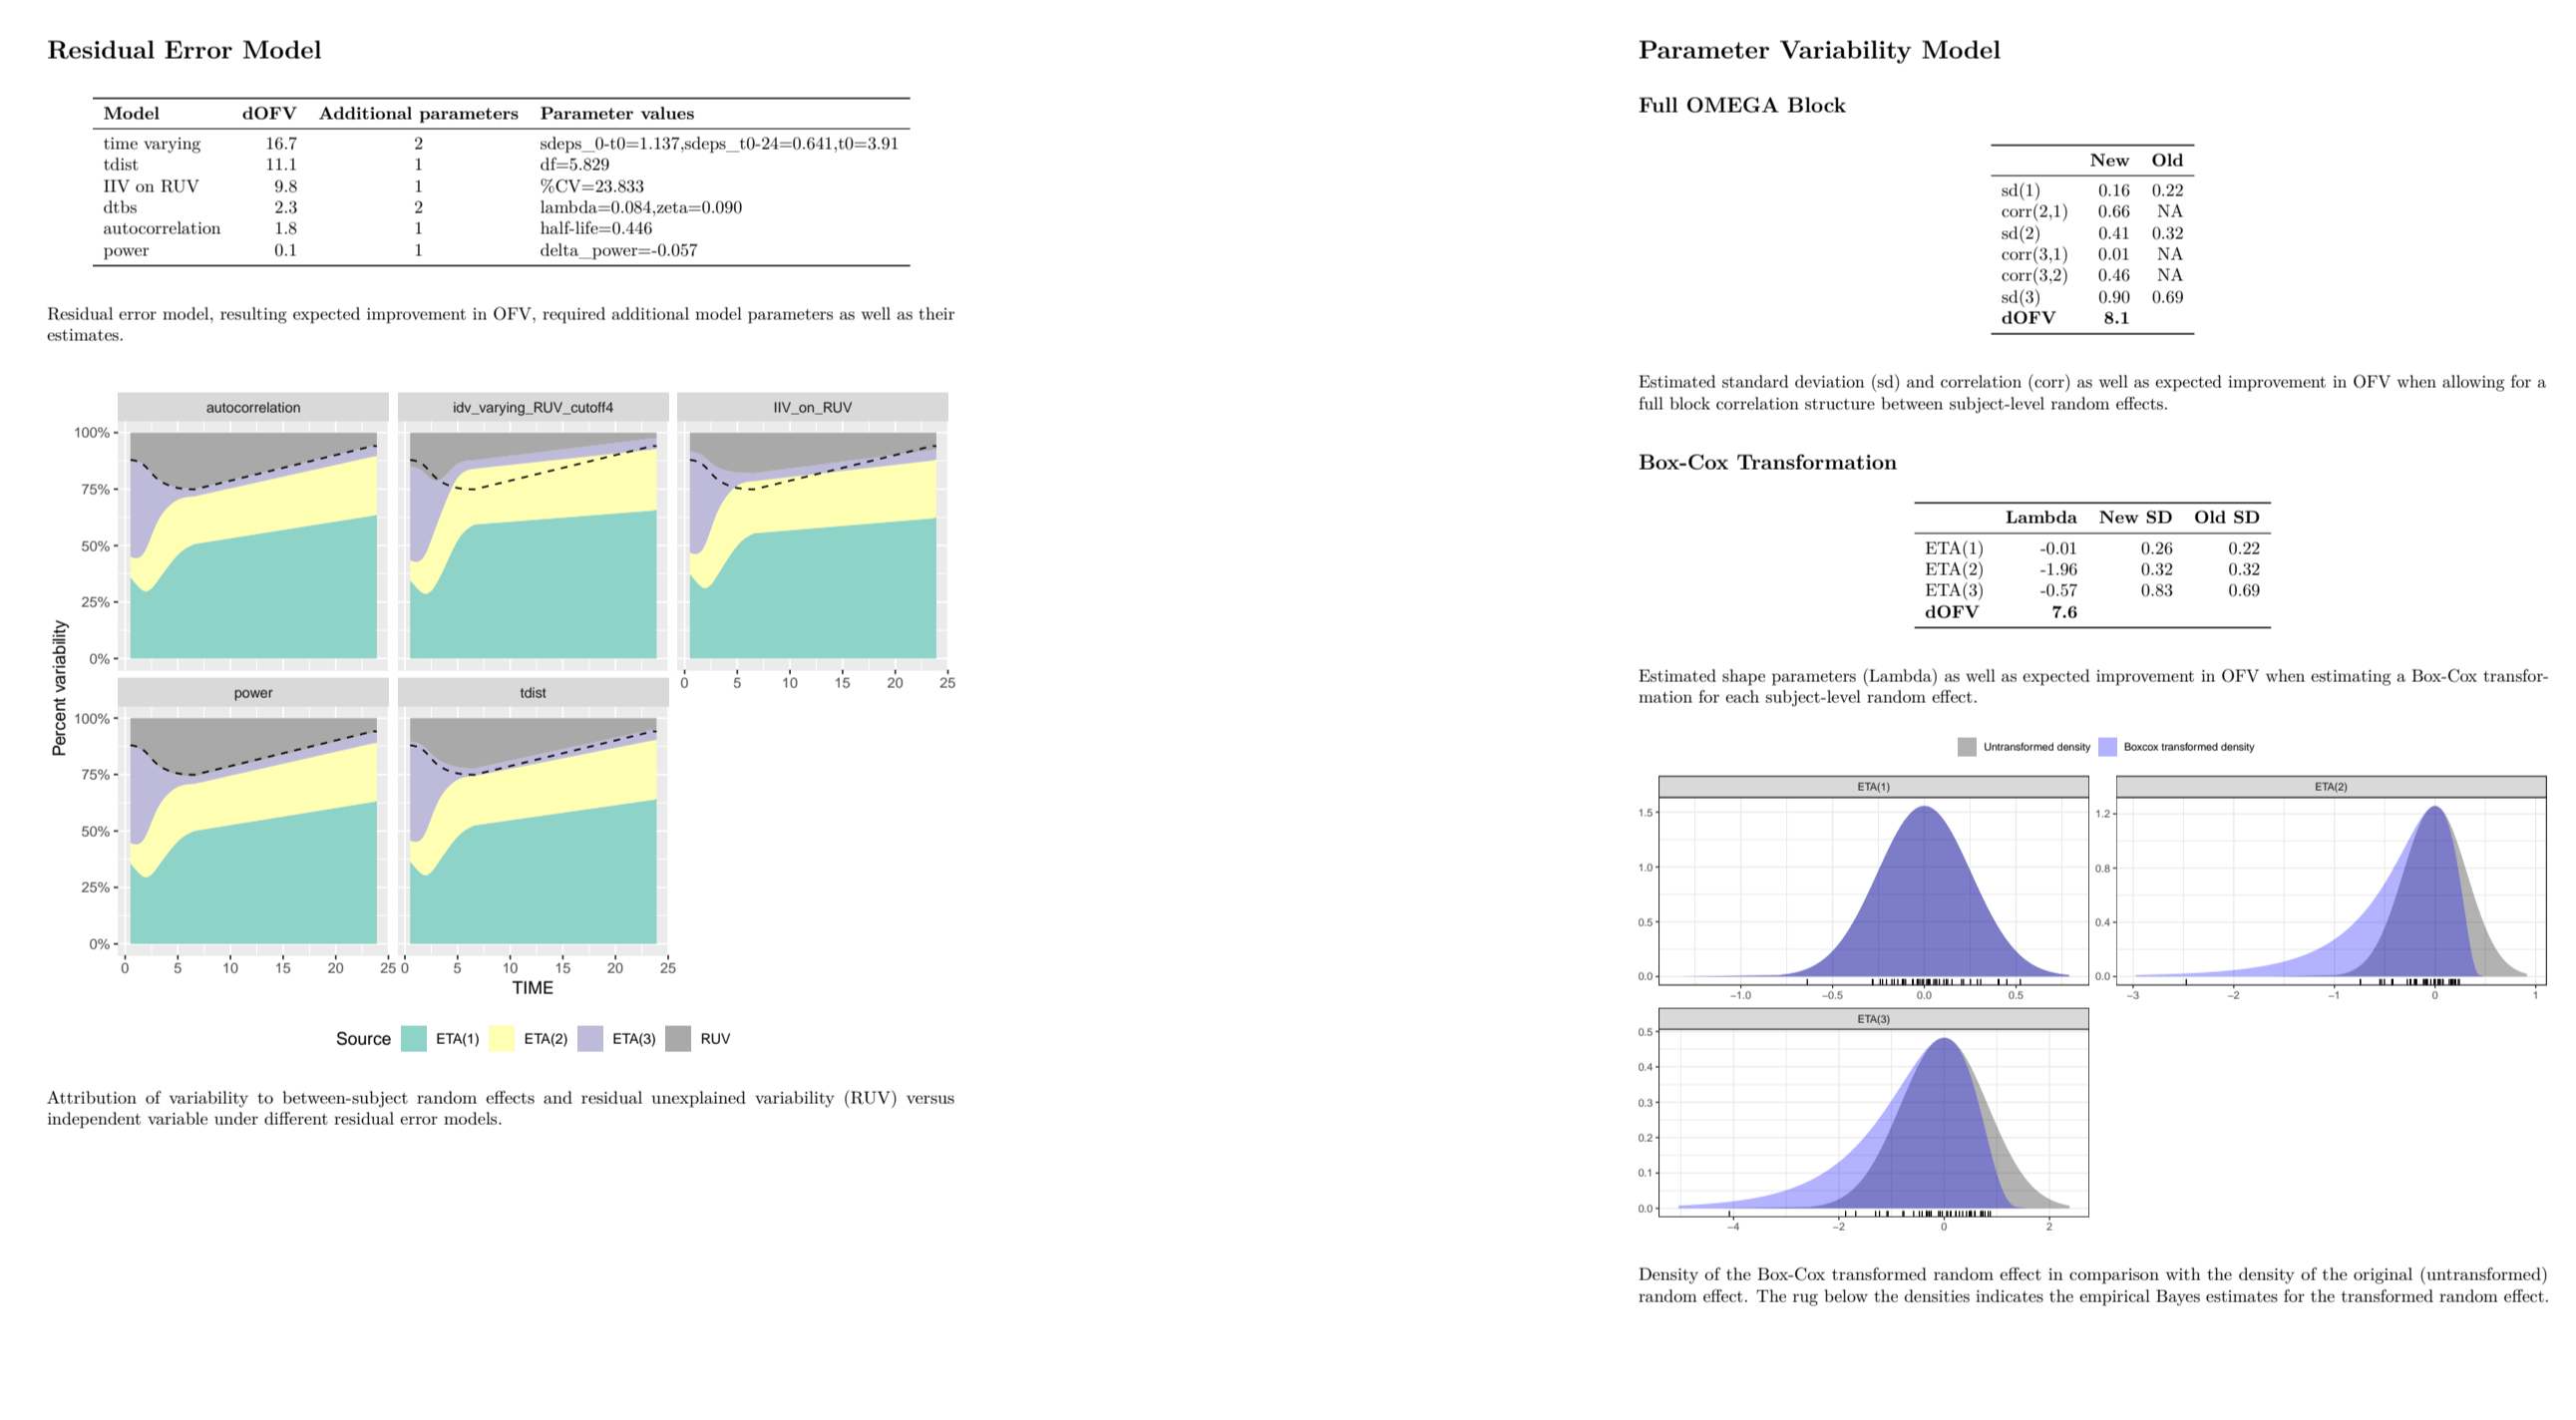 Residual Error Model
Model dOFV Additional parameters Parameter values
time varying 16.7 2 sdeps_0-t0=1.137,sdeps_t0-24=0.641,t0=3.91
tdist 11.1 1 df=5.829
IIV on RUV 9.8 1 %CV=23.833
dtbs 2.3 2 lambda=0.084,zeta=0.090
autocorrelation 1.8 1 half-life=0.446
power 0.1 1 delta_power=-0.057
Residual error model, resulting expected improvement in OFV, required additional model parameters as well as their
estimates.
autocorrelation idv_varying_RUV_cutoff4 IIV_on_RUV
100%
75%
50%
25%
0%
0 5 10 15 20 25
power tdist
100%
75%
50%
25%
0%
0 5 10 15 20 25 0 5 10 15 20 25
Percent variability
TIME
Source ETA(1) ETA(2) ETA(3) RUV
Attribution of variability to between-subject random effects and residual unexplained variability (RUV) versus
independent variable under different residual error models.
Parameter Variability Model
Full OMEGA Block
New Old
sd(1) 0.16 0.22
corr(2,1) 0.66 NA
sd(2) 0.41 0.32
corr(3,1) 0.01 NA
corr(3,2) 0.46 NA
sd(3) 0.90 0.69
dOFV 8.1
Estimated standard deviation (sd) and correlation (corr) as well as expected improvement in OFV when allowing for a
full block correlation structure between subject-level random effects.
Box-Cox Transformation
Lambda New SD Old SD
ETA(1) -0.01 0.26 0.22
ETA(2) -1.96 0.32 0.32
ETA(3) -0.57 0.83 0.69
dOFV 7.6
Estimated shape parameters (Lambda) as well as expected improvement in OFV when estimating a Box-Cox transfor-
mation for each subject-level random effect.
Untransformed density Boxcox transformed density
ETA(1)
1.5
1.0
0.5
0.0
−1.0 −0.5 0.0 0.5
ETA(2)
1.2
0.8
0.4
0.0
−3 −2 −1 0 1
ETA(3)
0.5
0.4
0.3
0.2
0.1
0.0
−4 −2 0 2
Density of the Box-Cox transformed random effect in comparison with the density of the original (untransformed)
random effect. The rug below the densities indicates the empirical Bayes estimates for the transformed random effect.